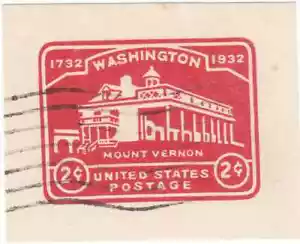 1732 WASHINGTON 1932
MOUNT VERNON
2¢ UNITED STATES 2¢
POSTAGE